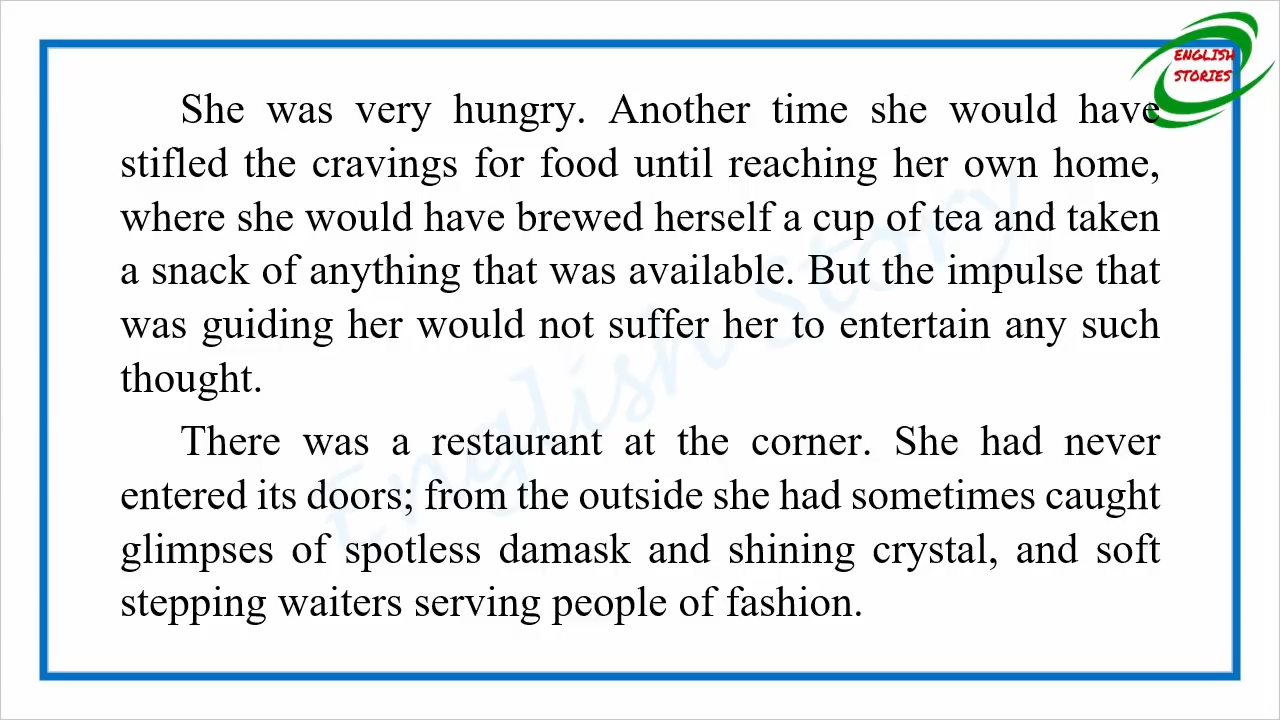 ENGLISH
STORIES
She was very hungry. Another time she would have
stifled the cravings for food until reaching her own home,
where she would have brewed herself a cup of tea and taken
a snack of anything that was available. But the impulse that
was guiding her would not suffer her to entertain any such
thought.
There was a restaurant at the corner. She had never
entered its doors; from the outside she had sometimes caught
glimpses of spotless damask and shining crystal, and soft
stepping waiters serving people of fashion.
English Story